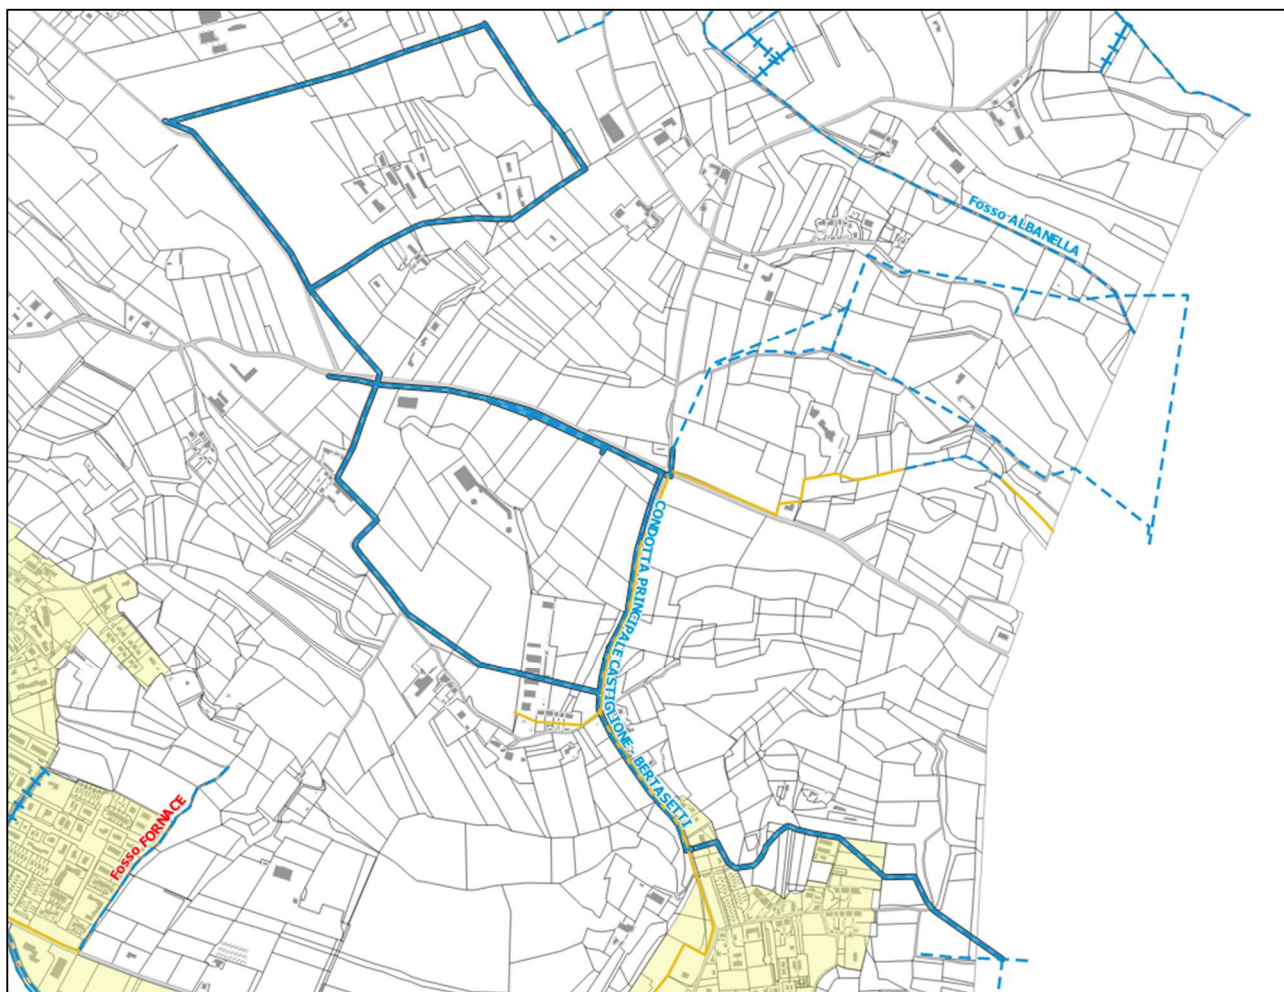 Fosso ALBANELLA
CONDOTTA PRINCIPALE CASTIGLIONE - BERTASETTI
Fosso FORNACE